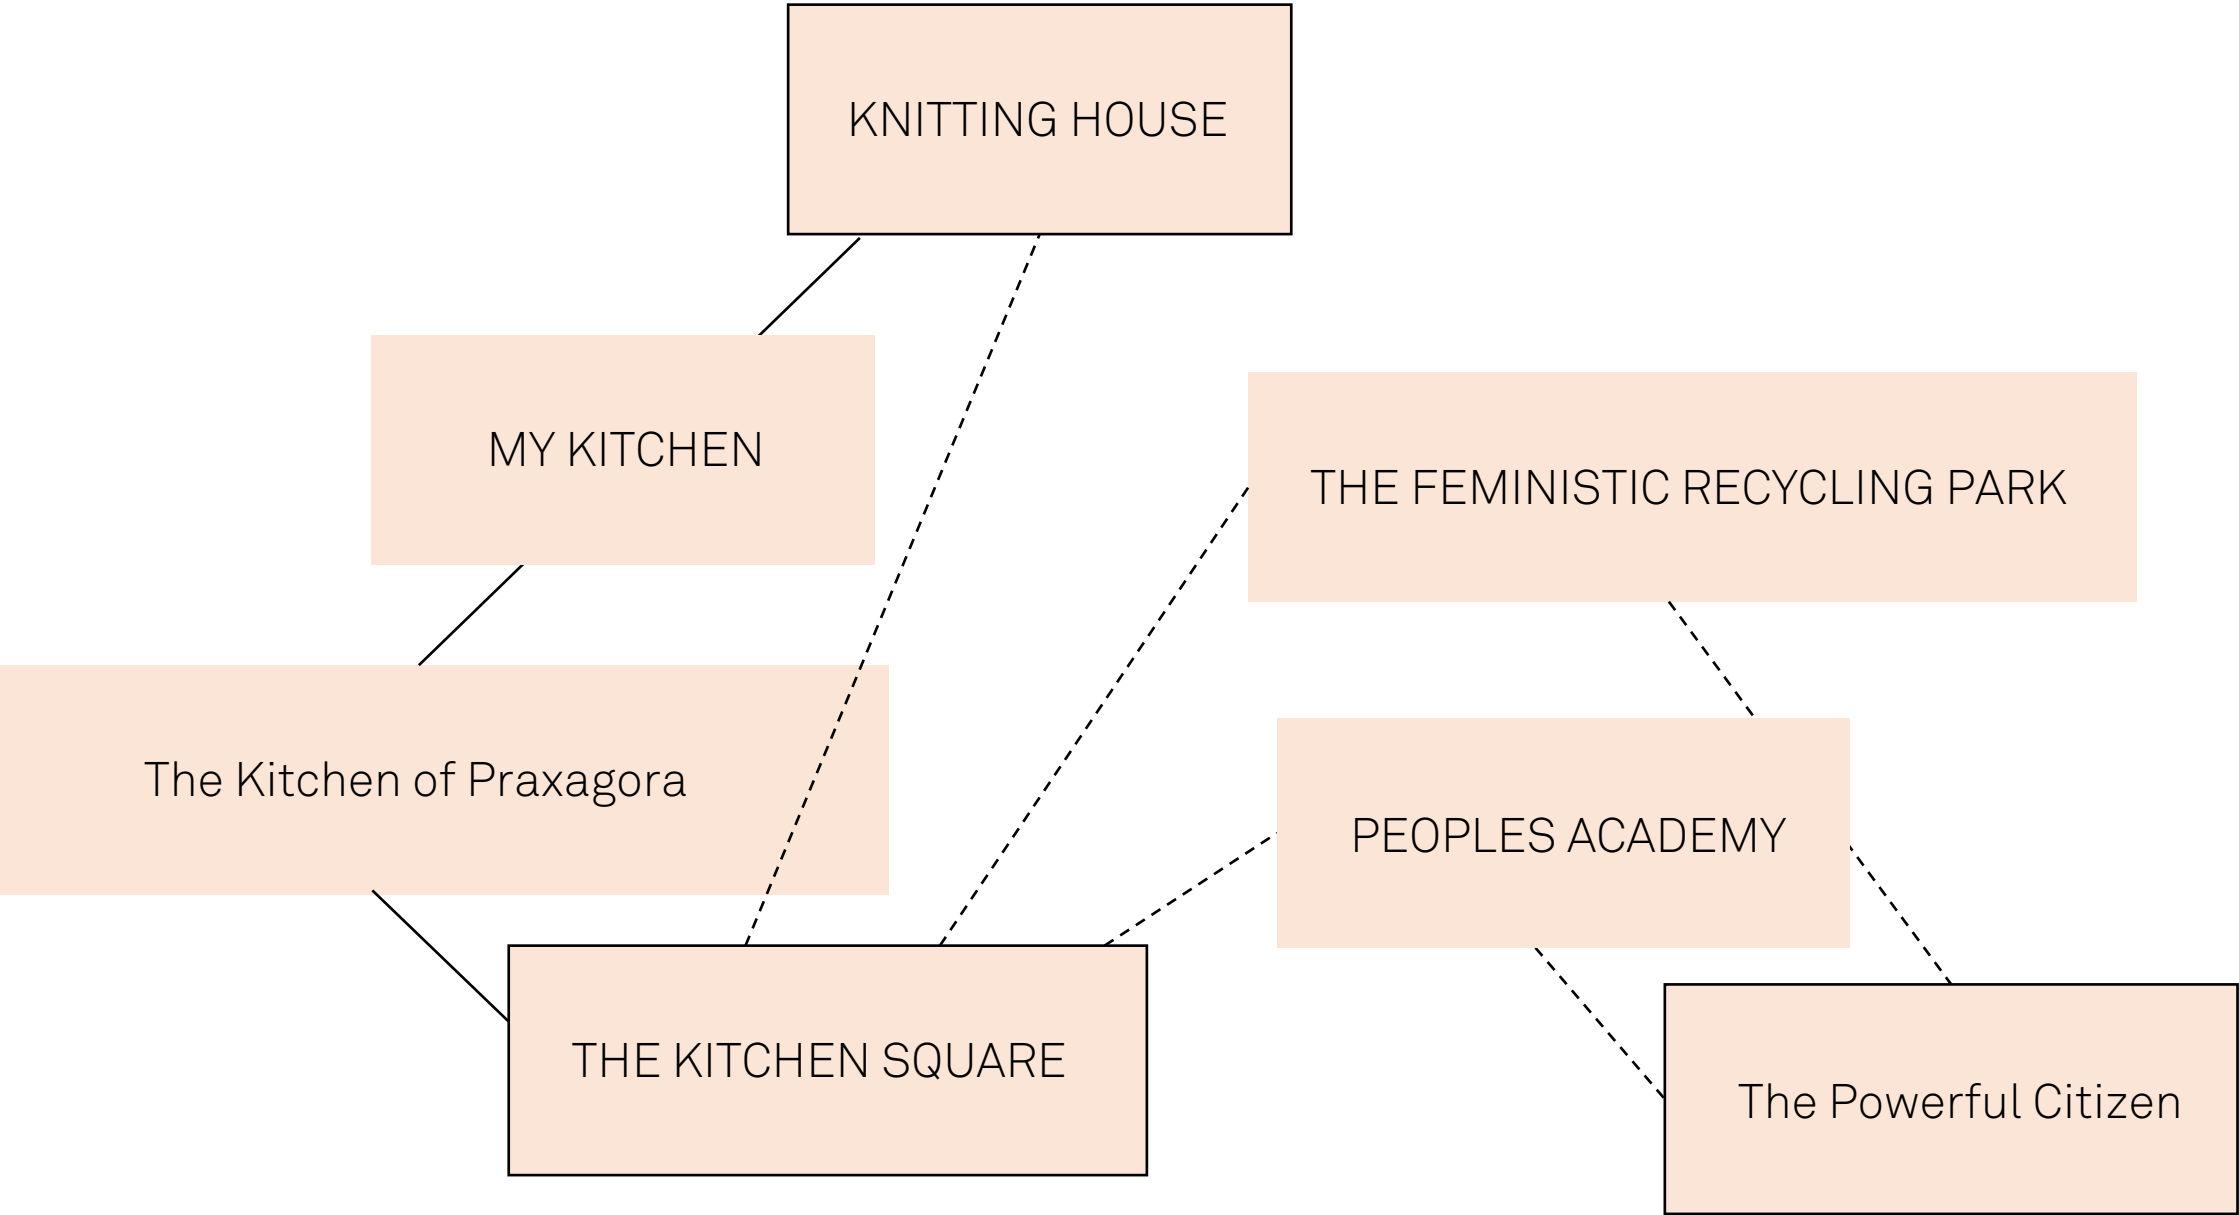 KNITTING HOUSE
MY KITCHEN
THE FEMINISTIC RECYCLING PARK
The Kitchen of Praxagora
PEOPLES ACADEMY
THE KITCHEN SQUARE
The Powerful Citizen